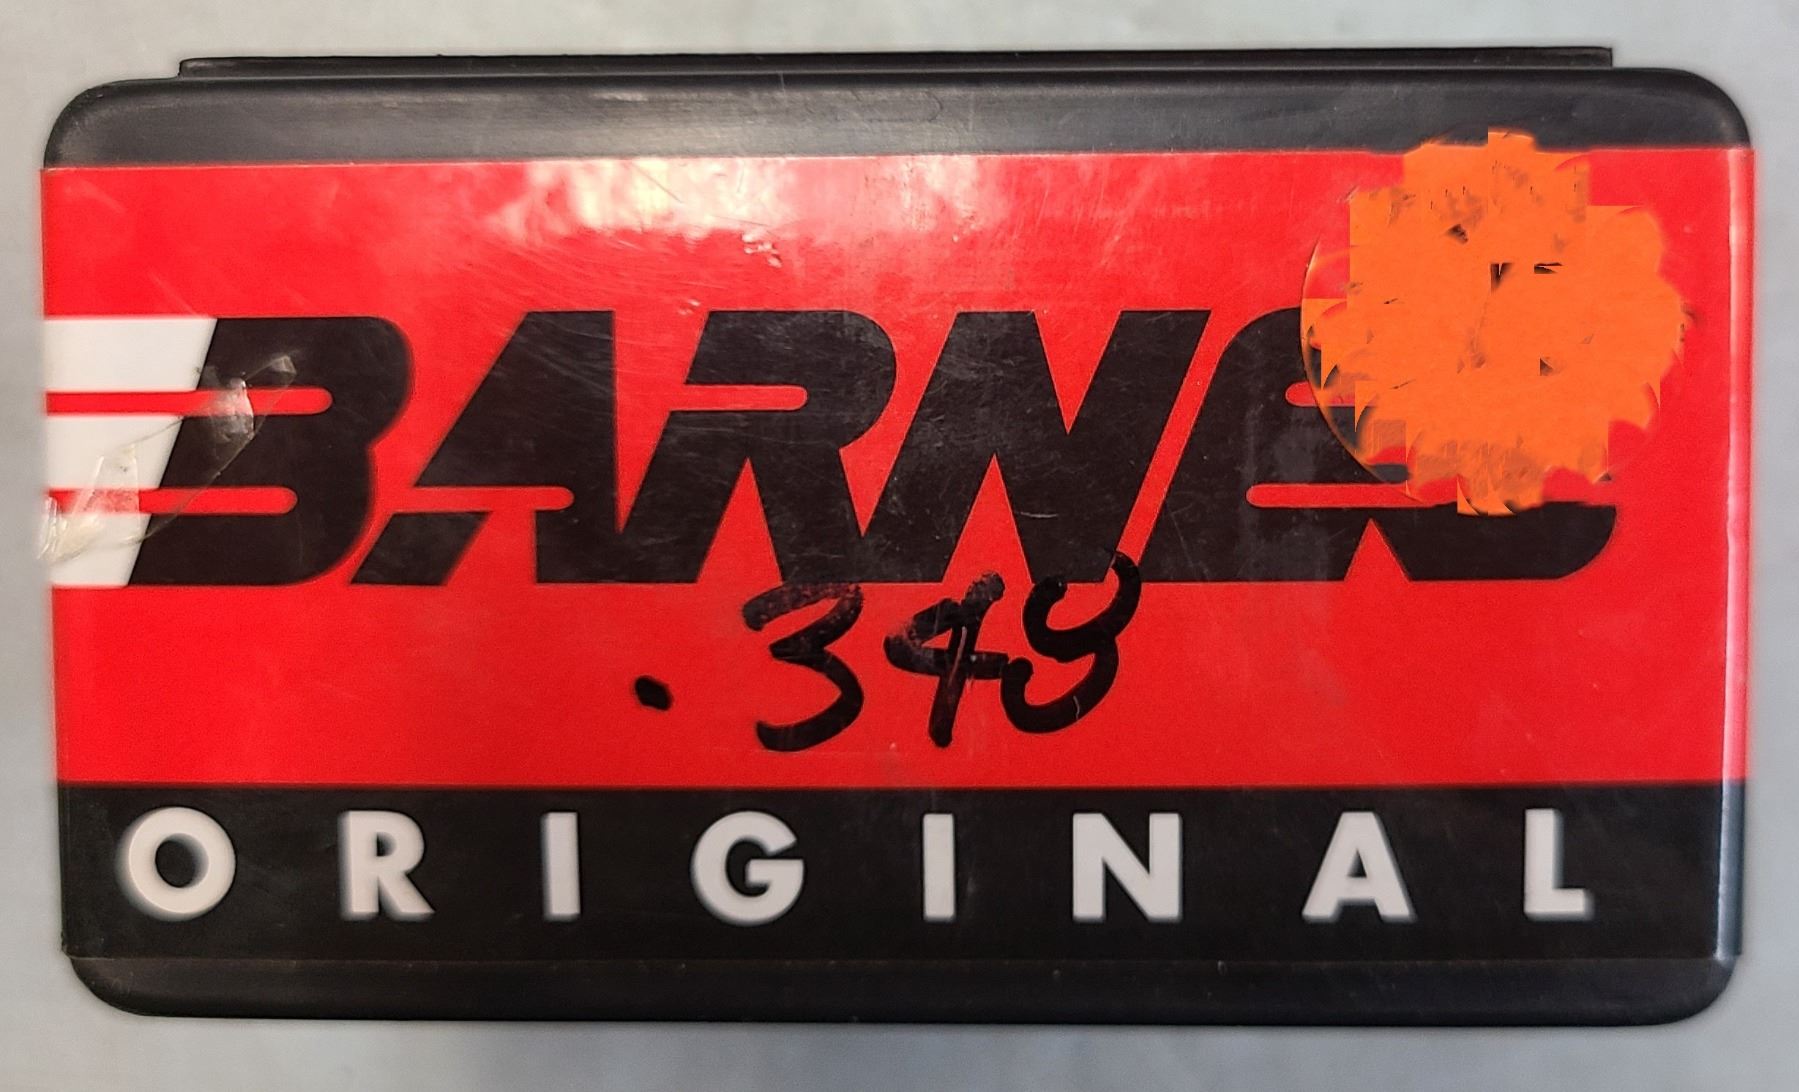 BARNES
.348
ORIGINAL